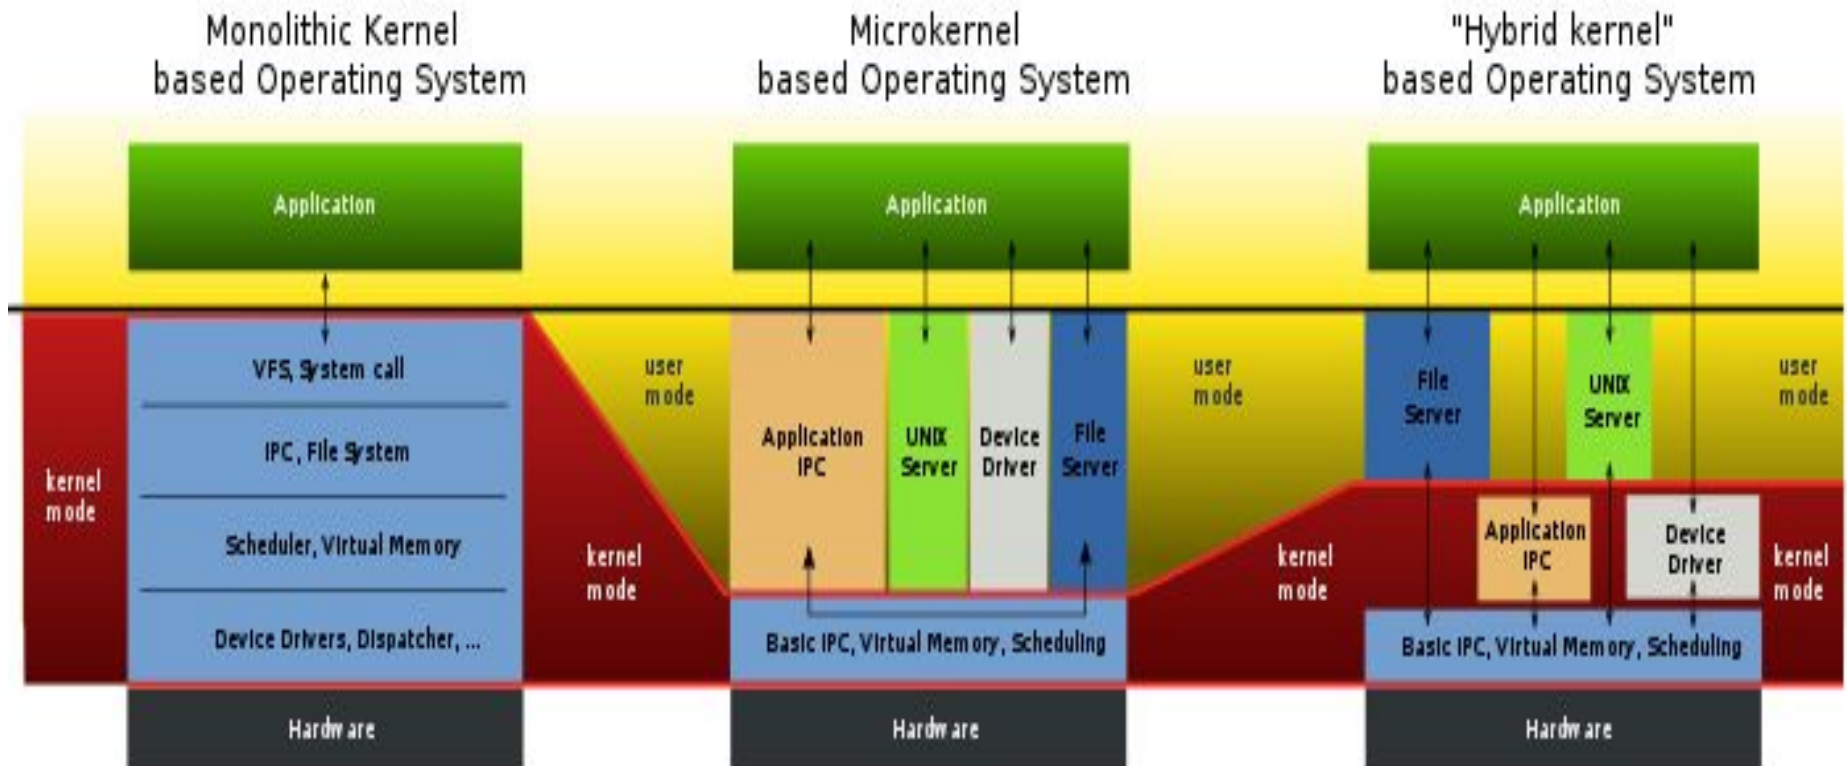 Monolithic Kernel
based Operating System
Microkernel
based Operating System
"Hybrid kernel"
based Operating System
Application
Application
Application
VFS, System call
IPC, File System
Scheduler, Virtual Memory
Device Drivers, Dispatcher, ...
kernel
mode
user
mode
kernel
mode
Application
IPC
UNIX
Server
Device
Driver
File
Server
Basic IPC, Virtual Memory, Scheduling
user
mode
kernel
mode
File
Server
UNIX
Server
user
mode
Application
IPC
Device
Driver
kernel
mode
Basic IPC, Virtual Memory, Scheduling
Hardware
Hardware
Hardware